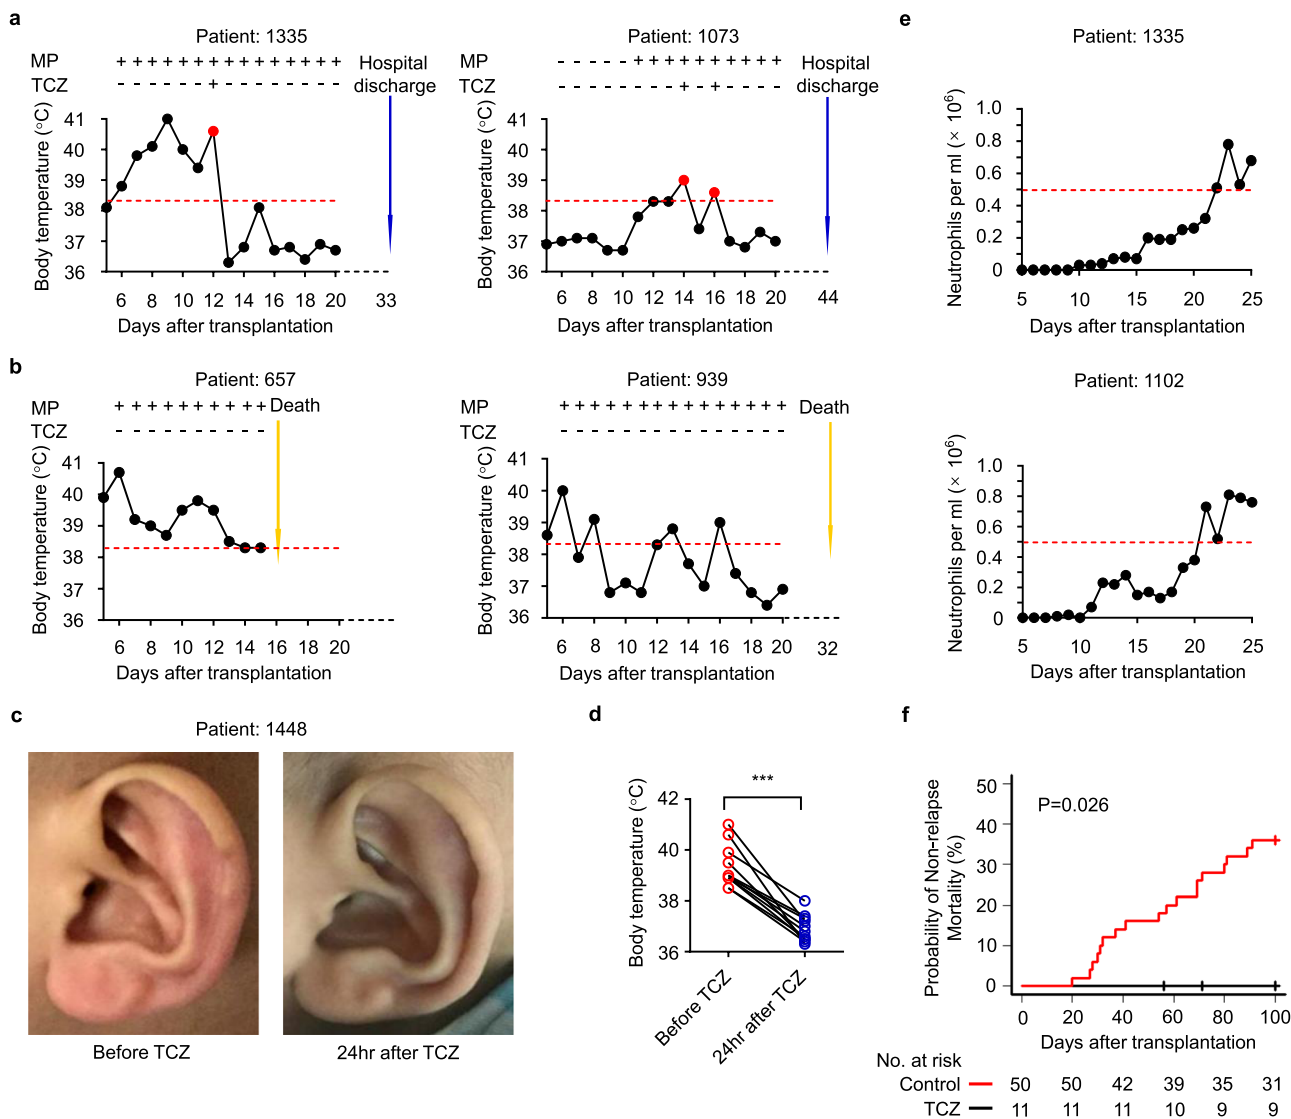 a
Patient: 1335
MP + + + + + + + + + + + + + + + Hospital
TCZ - - - - - - + - - - - - - - - discharge
Body temperature (°C)
41
40
39
38
37
36
6 8 10 12 14 16 18 20 33
Days after transplantation
Patient: 1073
- - - - - + + + + + + + + + + Hospital
- - - - - - - - + - + - - - - discharge
Body temperature (°C)
41
40
39
38
37
36
6 8 10 12 14 16 18 20 44
Days after transplantation
b
Patient: 657
MP + + + + + + + + + + Death
TCZ - - - - - - - - - -
Body temperature (°C)
41
40
39
38
36
6 8 10 12 14 16 18 20
Days after transplantation
Patient: 939
MP + + + + + + + + + + + + + + + Death
TCZ - - - - - - - - - - - - - - -
Body temperature (°C)
41
40
39
38
37
36
6 8 10 12 14 16 18 20 32
Days after transplantation
c
Patient: 1448
Before TCZ
24hr after TCZ
d
***
Body temperature (°C)
42
40
38
36
Before TCZ
24hr after TCZ
e
Patient: 1335
Neutrophils per ml (× 10⁶)
1.0
0.8
0.6
0.4
0.2
0
5 10 15 20 25
Days after transplantation
Patient: 1102
Neutrophils per ml (× 10⁶)
1.0
0.8
0.6
0.4
0.2
0
5 10 15 20 25
Days after transplantation
f
P=0.026
Probability of Non-relapse
Mortality (%)
50
40
30
20
10
0
0 20 40 60 80 100
Days after transplantation
No. at risk
Control 50 50 42 39 35 31
TCZ 11 11 11 10 9 9